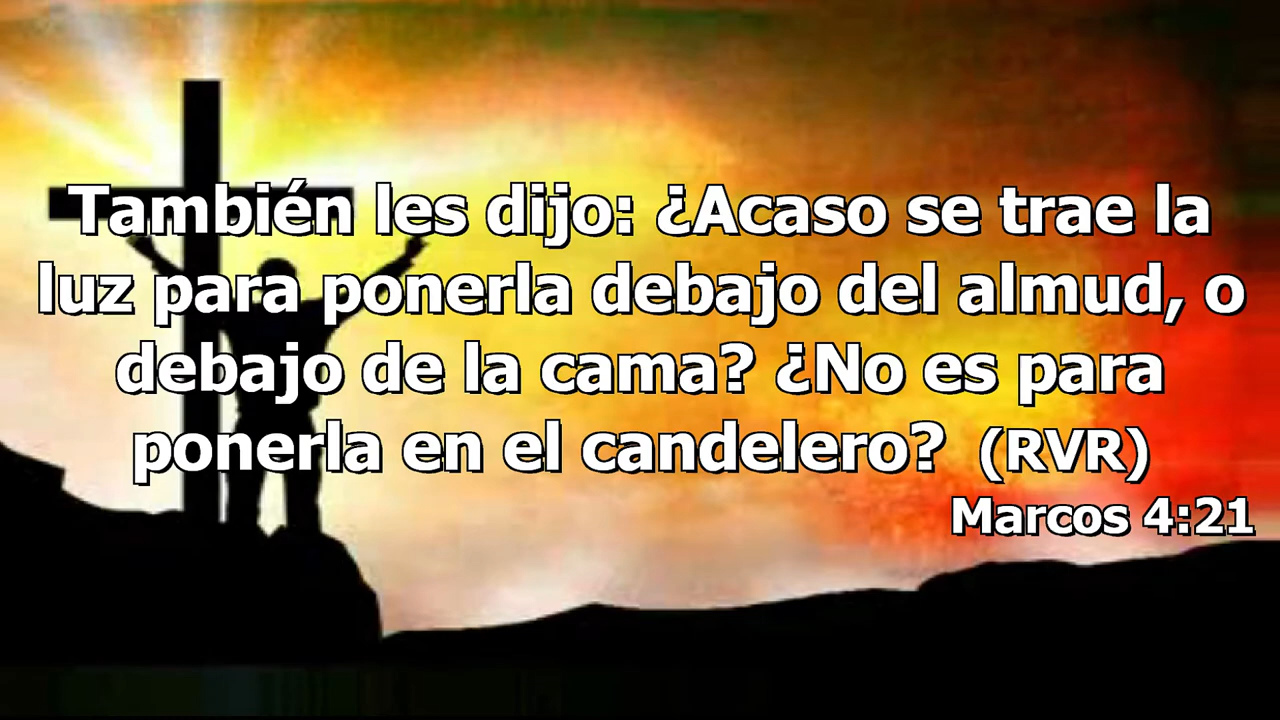 También les dijo: ¿Acaso se trae la
luz para ponerla debajo del almud, o
debajo de la cama? ¿No es para
ponerla en el candelero? (RVR)
Marcos 4:21